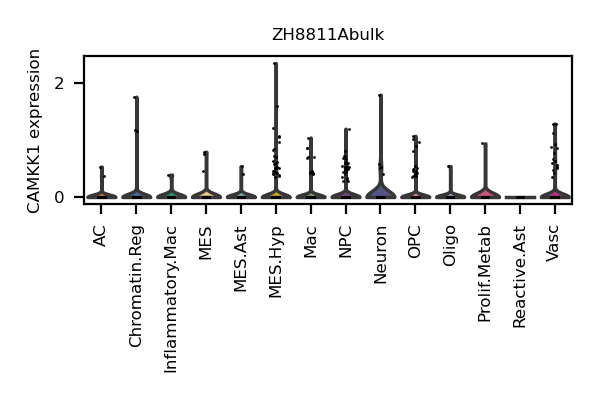 ZH8811Abulk
CAMKK1 expression
2
0
AC
Chromatin.Reg
Inflammatory.Mac
MES
MES.Ast
MES.Hyp
Mac
NPC
Neuron
OPC
Oligo
Prolif.Metab
Reactive.Ast
Vasc